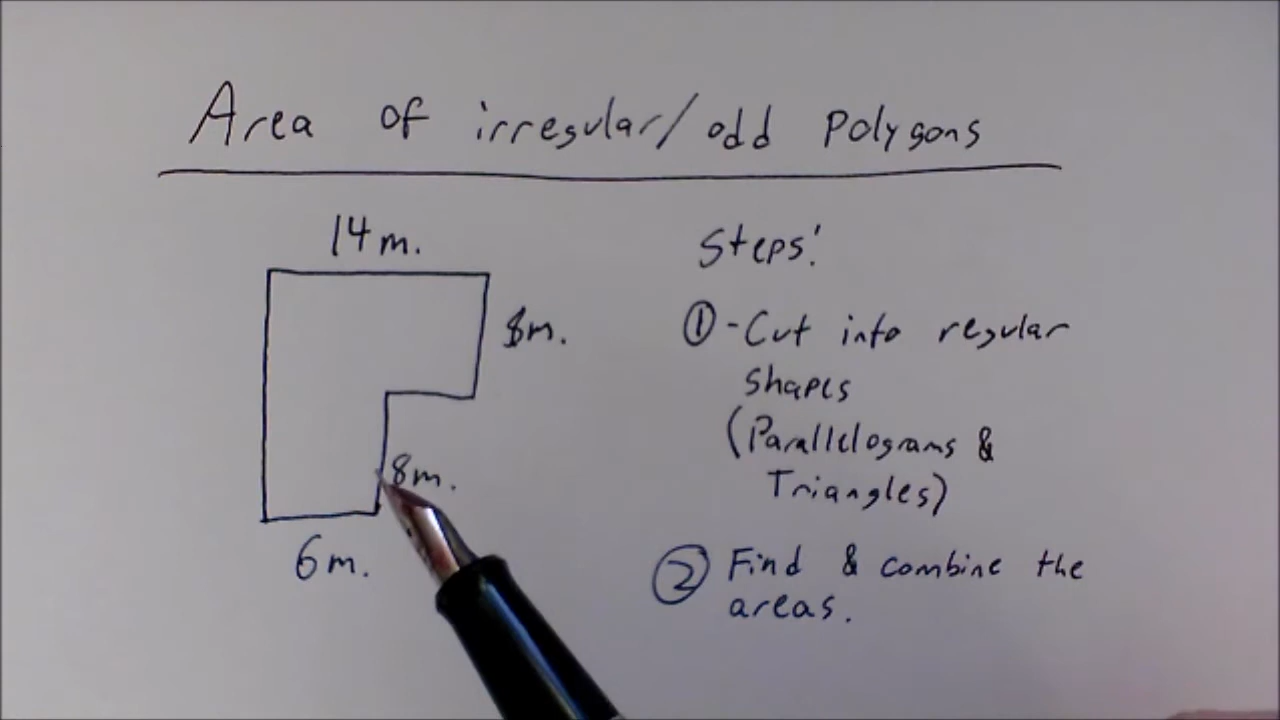 Area of irregular/odd Polygons
14 m.
8m.
8m.
6m.
Steps:
① - Cut into regular
shapes
(Parallelograms &
Triangles)
② Find & combine the
areas.